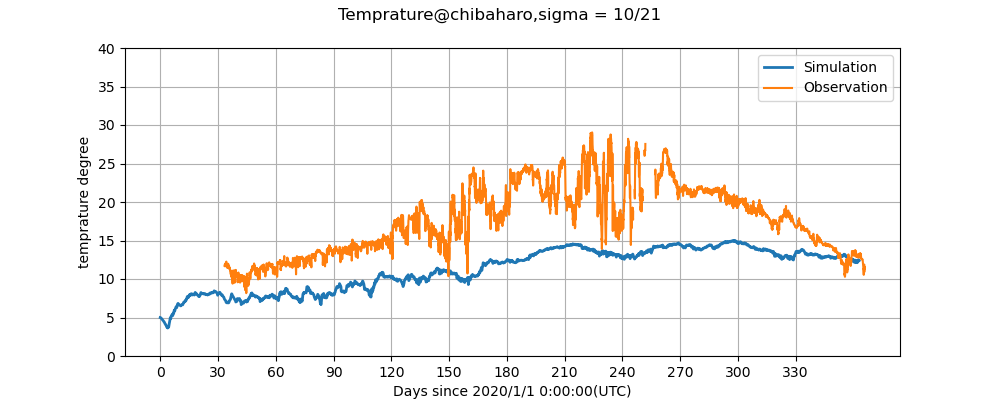 Temprature@chibaharo,sigma = 10/21
40
35
30
25
20
15
10
5
0
temprature degree
Simulation
Observation
0 30 60 90 120 150 180 210 240 270 300 330
Days since 2020/1/1 0:00:00(UTC)